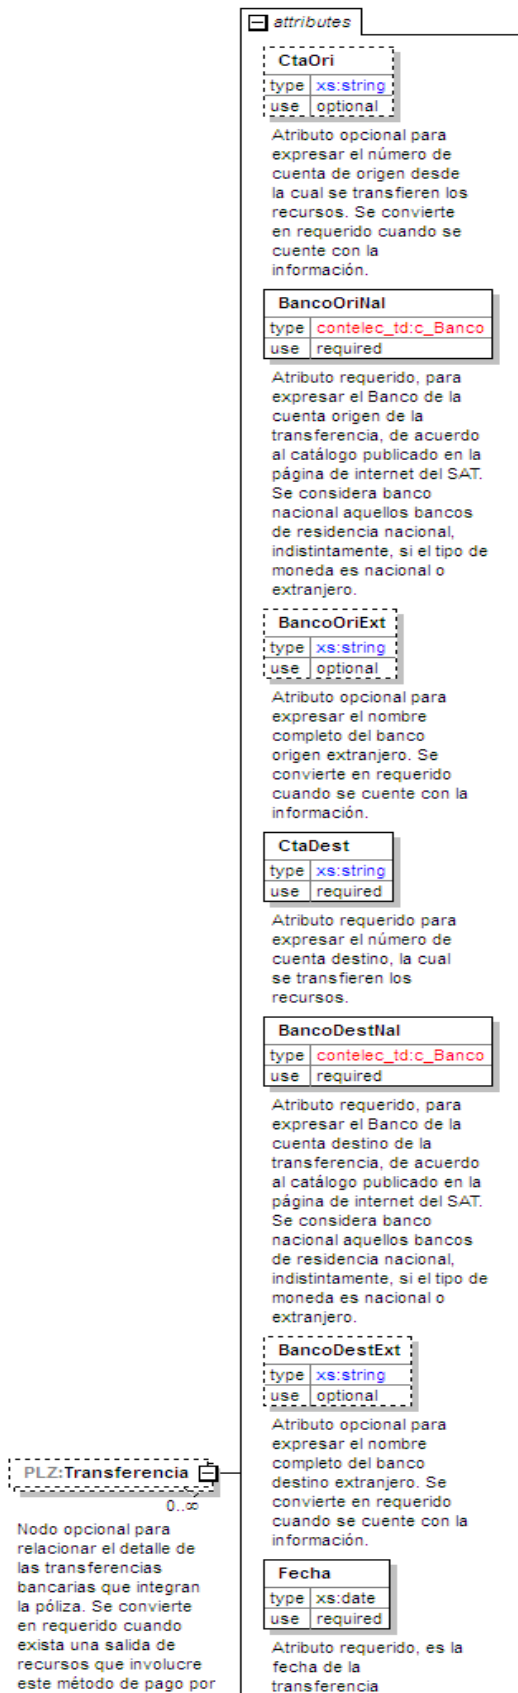 attributes
CtaOri
type xs:string
use optional
Atributo opcional para
expresar el número de
cuenta de origen desde
la cual se transfieren los
recursos. Se convierte
en requerido cuando se
cuente con la
información.
BancoOriNal
type contelec_td:c_Banco
use required
Atributo requerido, para
expresar el Banco de la
cuenta origen de la
transferencia, de acuerdo
al catálogo publicado en la
página de internet del SAT.
Se considera banco
nacional aquellos bancos
de residencia nacional,
indistintamente, si el tipo de
moneda es nacional o
extranjero.
BancoOriExt
type xs:string
use optional
Atributo opcional para
expresar el nombre
completo del banco
origen extranjero. Se
convierte en requerido
cuando se cuente con la
información.
CtaDest
type xs:string
use required
Atributo requerido para
expresar el número de
cuenta destino, la cual
se transfieren los
recursos.
BancoDestNal
type contelec_td:c_Banco
use required
Atributo requerido, para
expresar el Banco de la
cuenta destino de la
transferencia, de acuerdo
al catálogo publicado en la
página de internet del SAT.
Se considera banco
nacional aquellos bancos
de residencia nacional,
indistintamente, si el tipo de
moneda es nacional o
extranjero.
BancoDestExt
type xs:string
use optional
Atributo opcional para
expresar el nombre
completo del banco
destino extranjero. Se
convierte en requerido
cuando se cuente con la
información.
Fecha
type xs:date
use required
Atributo requerido, es la
fecha de la
transferencia
PLZ:Transferencia
0..∞
Nodo opcional para
relacionar el detalle de
las transferencias
bancarias que integran
la póliza. Se convierte
en requerido cuando
exista una salida de
recursos que involucre
este método de pago por